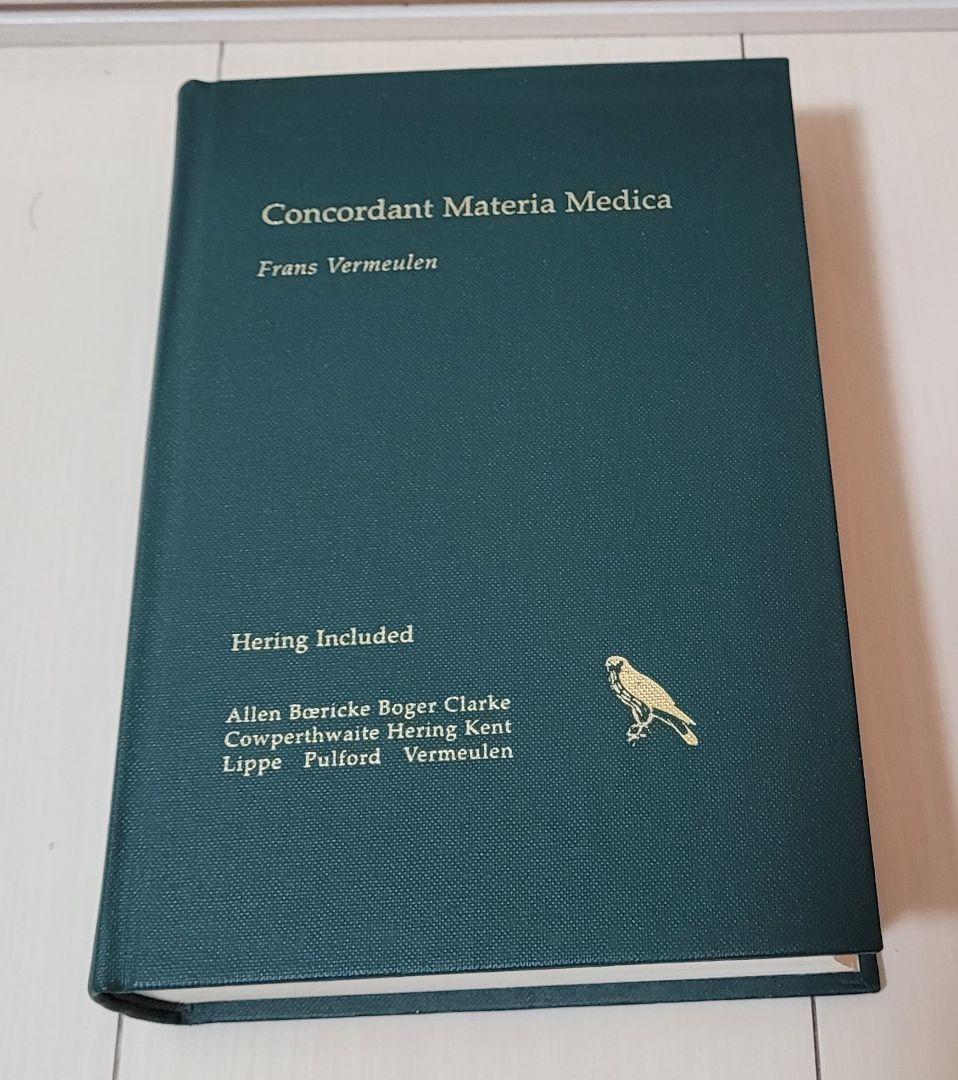 Concordant Materia Medica
Frans Vermeulen
Hering Included
Allen Bœricke Boger Clarke
Cowperthwaite Hering Kent
Lippe Pulford Vermeulen